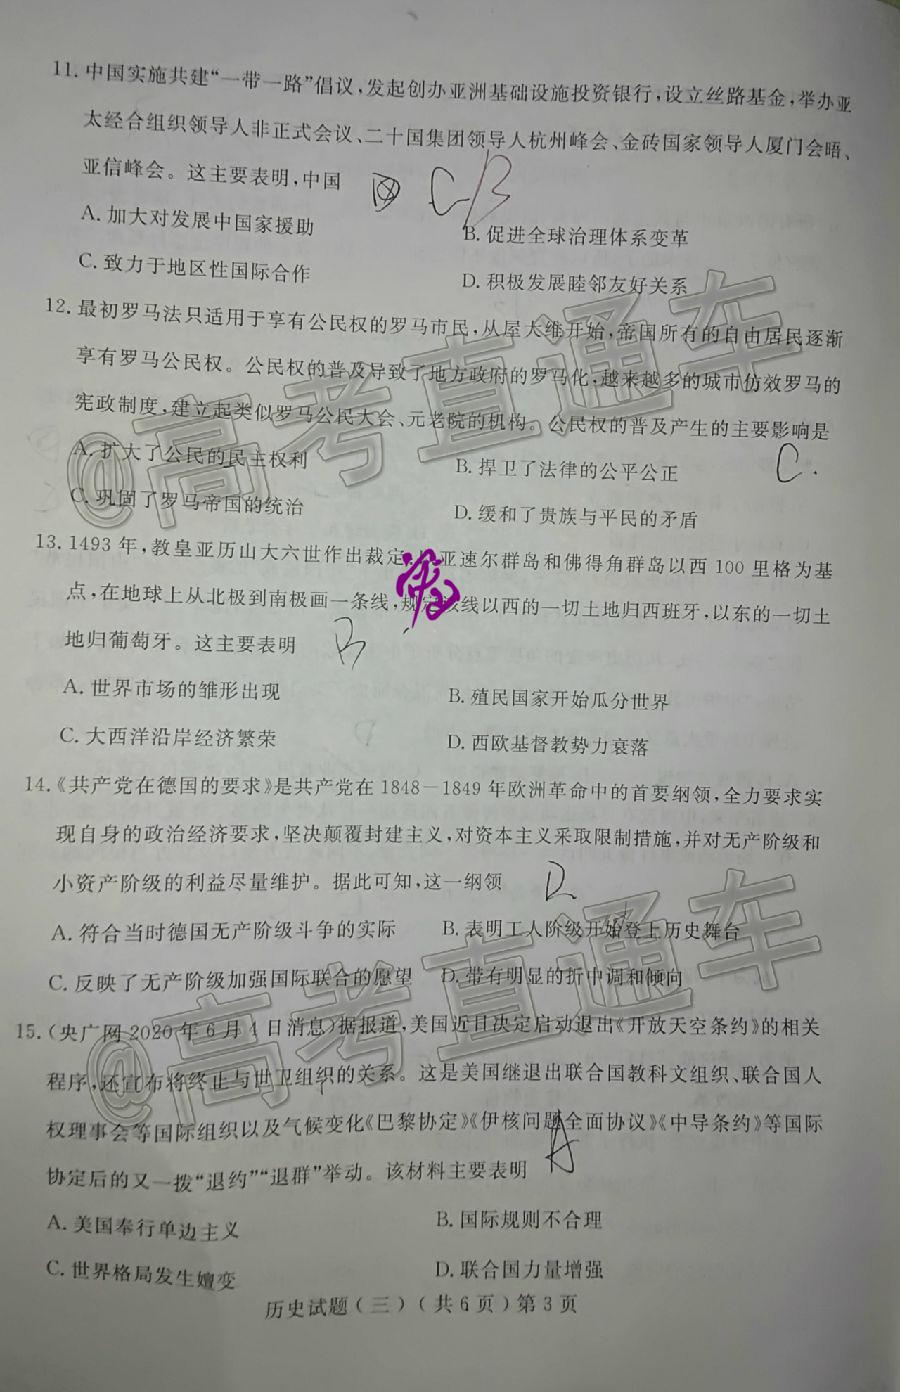 11. 中国实施共建“一带一路”倡议,发起创办亚洲基础设施投资银行,设立丝路基金,举办亚
太经合组织领导人非正式会议、二十国集团领导人杭州峰会、金砖国家领导人厦门会晤、
亚信峰会。这主要表明,中国
C B
A. 加大对发展中国家援助
B. 促进全球治理体系变革
C. 致力于地区性国际合作
D. 积极发展睦邻友好关系
12. 最初罗马法只适用于享有公民权的罗马市民,从屋大维开始,帝国所有的自由居民逐渐
享有罗马公民权。公民权的普及导致了地方政府的罗马化,越来越多的城市仿效罗马的
宪政制度,建立起类似罗马公民大会、元老院的机构。公民权的普及产生的主要影响是
A. 扩大了公民的民主权利
B. 捍卫了法律的公平公正
C.
C. 巩固了罗马帝国的统治
D. 缓和了贵族与平民的矛盾
@高考直通车
13. 1493 年,教皇亚历山大六世作出裁定,亚速尔群岛和佛得角群岛以西 100 里格为基
点,在地球上从北极到南极画一条线,规定该线以西的一切土地归西班牙,以东的一切土
地归葡萄牙。这主要表明
B
A. 世界市场的雏形出现
B. 殖民国家开始瓜分世界
C. 大西洋沿岸经济繁荣
D. 西欧基督教势力衰落
14.《共产党在德国的要求》是共产党在 1848－1849 年欧洲革命中的首要纲领,全力要求实
现自身的政治经济要求,坚决颠覆封建主义,对资本主义采取限制措施,并对无产阶级和
小资产阶级的利益尽量维护。据此可知,这一纲领
A. 符合当时德国无产阶级斗争的实际
B. 表明工人阶级开始登上历史舞台
C. 反映了无产阶级加强国际联合的愿望
D. 带有明显的折中调和倾向
@高考直通车
15.(央广网 2020 年 6 月 4 日消息)据报道,美国近日决定启动退出《开放天空条约》的相关
程序,还宣布将终止与世卫组织的关系。这是美国继退出联合国教科文组织、联合国人
权理事会等国际组织以及气候变化《巴黎协定》《伊核问题全面协议》《中导条约》等国际
协定后的又一拨“退约”“退群”举动。该材料主要表明
A
A. 美国奉行单边主义
B. 国际规则不合理
C. 世界格局发生嬗变
D. 联合国力量增强
历史试题(三)(共 6 页)第 3 页